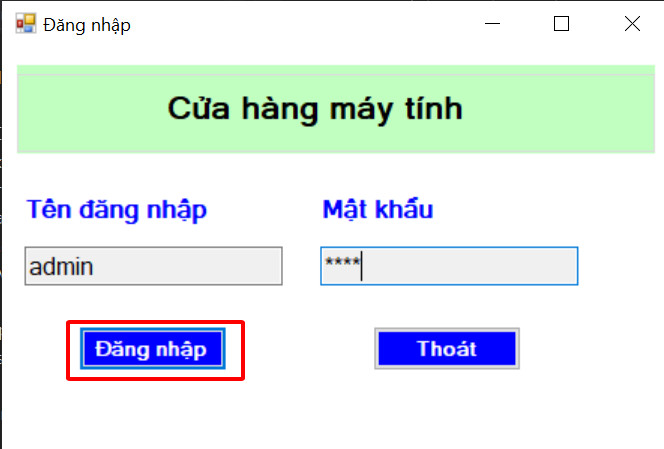 Đăng nhập
Cửa hàng máy tính
Tên đăng nhập Mật khẩu
admin ****
Đăng nhập Thoát